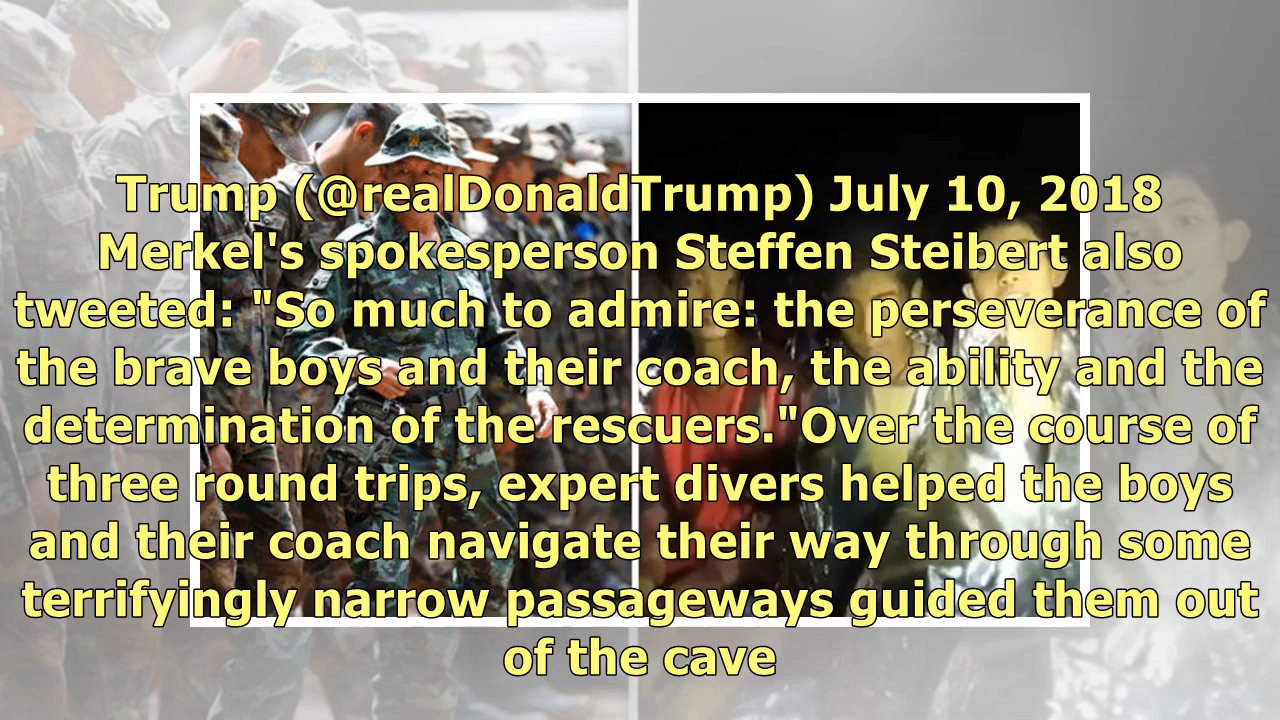 Trump (@realDonaldTrump) July 10, 2018
Merkel's spokesperson Steffen Steibert also
tweeted: "So much to admire: the perseverance of
the brave boys and their coach, the ability and the
determination of the rescuers."Over the course of
three round trips, expert divers helped the boys
and their coach navigate their way through some
terrifyingly narrow passageways guided them out
of the cave